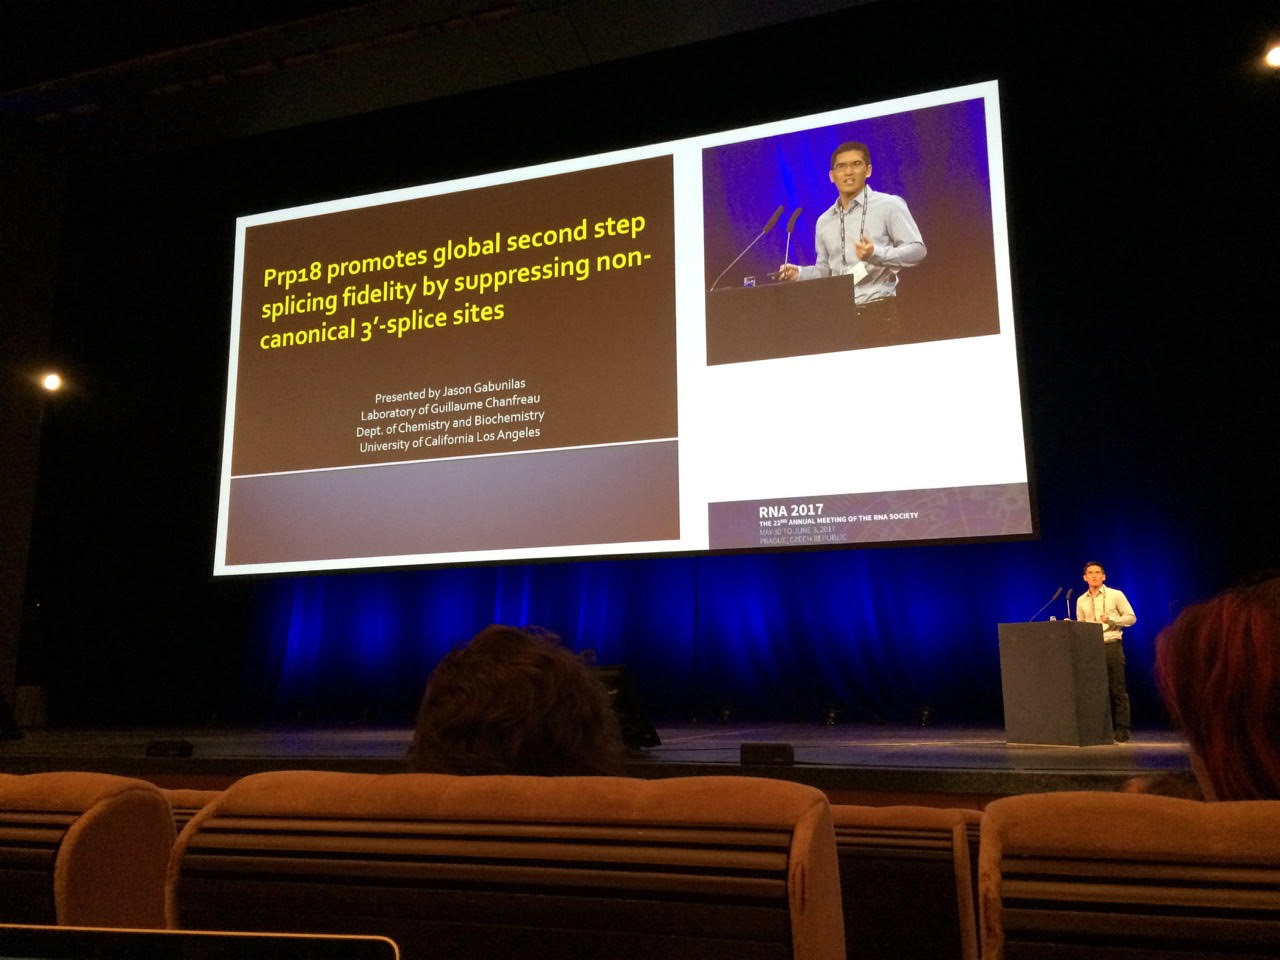 Prp18 promotes global second step
splicing fidelity by suppressing non-
canonical 3’-splice sites
Presented by Jason Gabunilas
Laboratory of Guillaume Chanfreau
Dept. of Chemistry and Biochemistry
University of California Los Angeles
RNA 2017
THE 22ND ANNUAL MEETING OF THE RNA SOCIETY
MAY 30 TO JUNE 3, 2017
PRAGUE, CZECH REPUBLIC